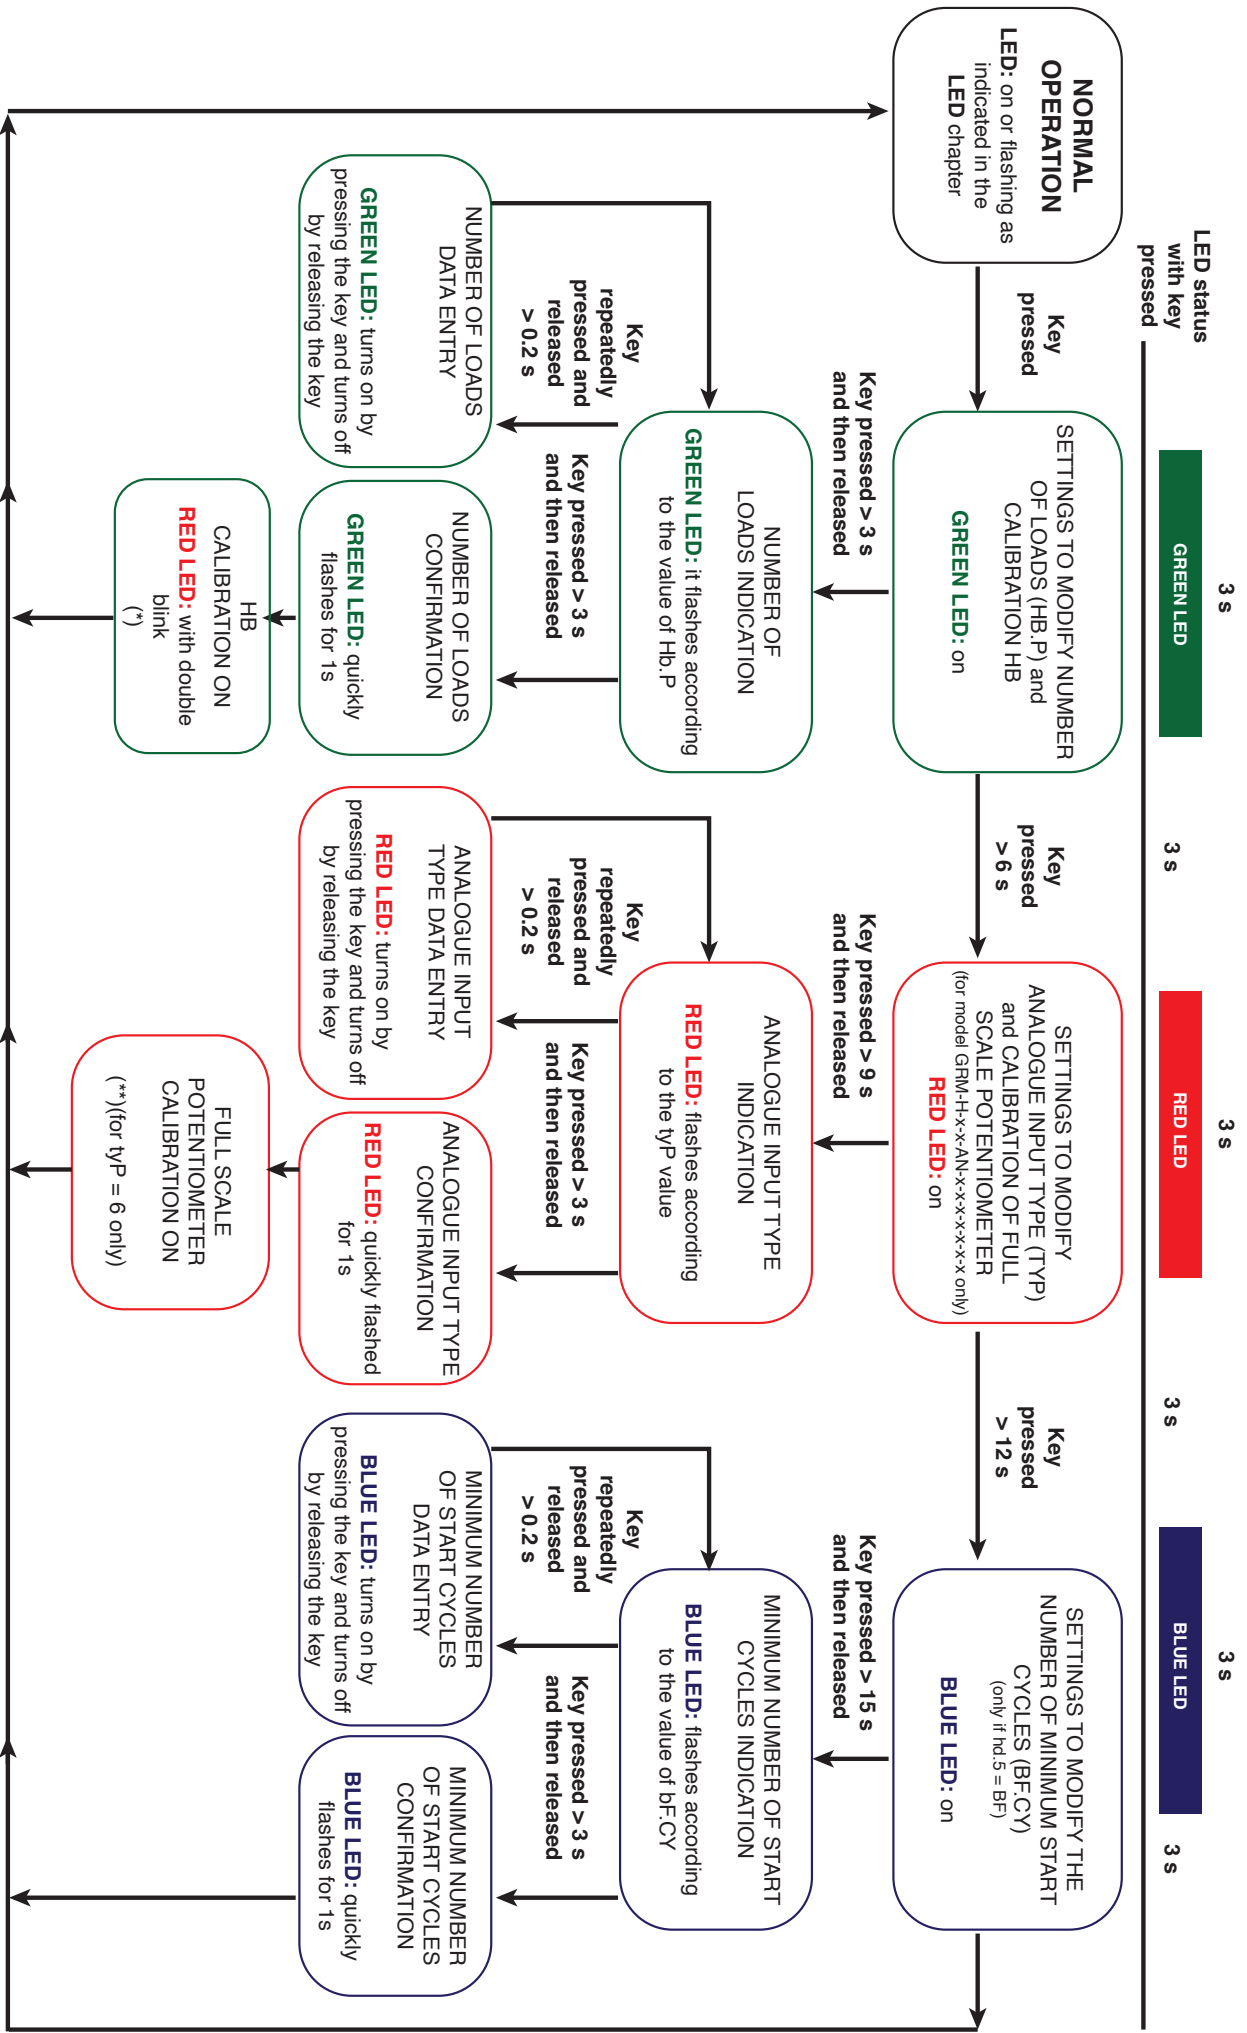 LED status
with key
pressed
3 s
3 s
3 s
3 s
3 s
3 s
GREEN LED
RED LED
BLUE LED
NORMAL
OPERATION
LED: on or flashing as
indicated in the
LED chapter
Key
pressed
SETTINGS TO MODIFY NUMBER
OF LOADS (HB.P) and
CALIBRATION HB
GREEN LED: on
Key
pressed
> 6 s
SETTINGS TO MODIFY
ANALOGUE INPUT TYPE (TYP)
and CALIBRATION OF FULL
SCALE POTENTIOMETER
(for model GRM-H-x-x-AN-x-x-x-x-x-x only)
RED LED: on
Key
pressed
> 12 s
SETTINGS TO MODIFY THE
NUMBER OF MINIMUM START
CYCLES (BF.CY)
(only if hd.5 = BF)
BLUE LED: on
Key pressed > 3 s
and then released
Key pressed > 9 s
and then released
Key pressed > 15 s
and then released
NUMBER OF
LOADS INDICATION
GREEN LED: it flashes according
to the value of Hb.P
ANALOGUE INPUT TYPE
INDICATION
RED LED: flashes according
to the tyP value
MINIMUM NUMBER OF START
CYCLES INDICATION
BLUE LED: flashes according
to the value of bF.CY
Key
repeatedly
pressed and
released
> 0.2 s
Key pressed > 3 s
and then released
Key
repeatedly
pressed and
released
> 0.2 s
Key pressed > 3 s
and then released
Key
repeatedly
pressed and
released
> 0.2 s
Key pressed > 3 s
and then released
NUMBER OF LOADS
DATA ENTRY
GREEN LED: turns on by
pressing the key and turns off
by releasing the key
NUMBER OF LOADS
CONFIRMATION
GREEN LED: quickly
flashes for 1s
ANALOGUE INPUT
TYPE DATA ENTRY
RED LED: turns on by
pressing the key and turns off
by releasing the key
ANALOGUE INPUT TYPE
CONFIRMATION
RED LED: quickly flashed
for 1s
MINIMUM NUMBER
OF START CYCLES
DATA ENTRY
BLUE LED: turns on by
pressing the key and turns off
by releasing the key
MINIMUM NUMBER
OF START CYCLES
CONFIRMATION
BLUE LED: quickly
flashes for 1s
HB
CALIBRATION ON
RED LED: with double
blink
(*)
FULL SCALE
POTENTIOMETER
CALIBRATION ON
(**)(for tyP = 6 only)